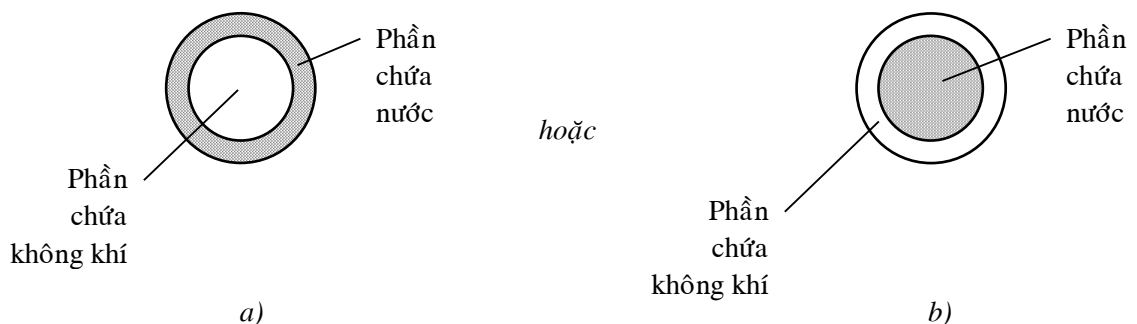 Phần
chứa
nước
hoặc
Phần
chứa
không khí
a)
Phần
chứa
nước
Phần
chứa
không khí
b)